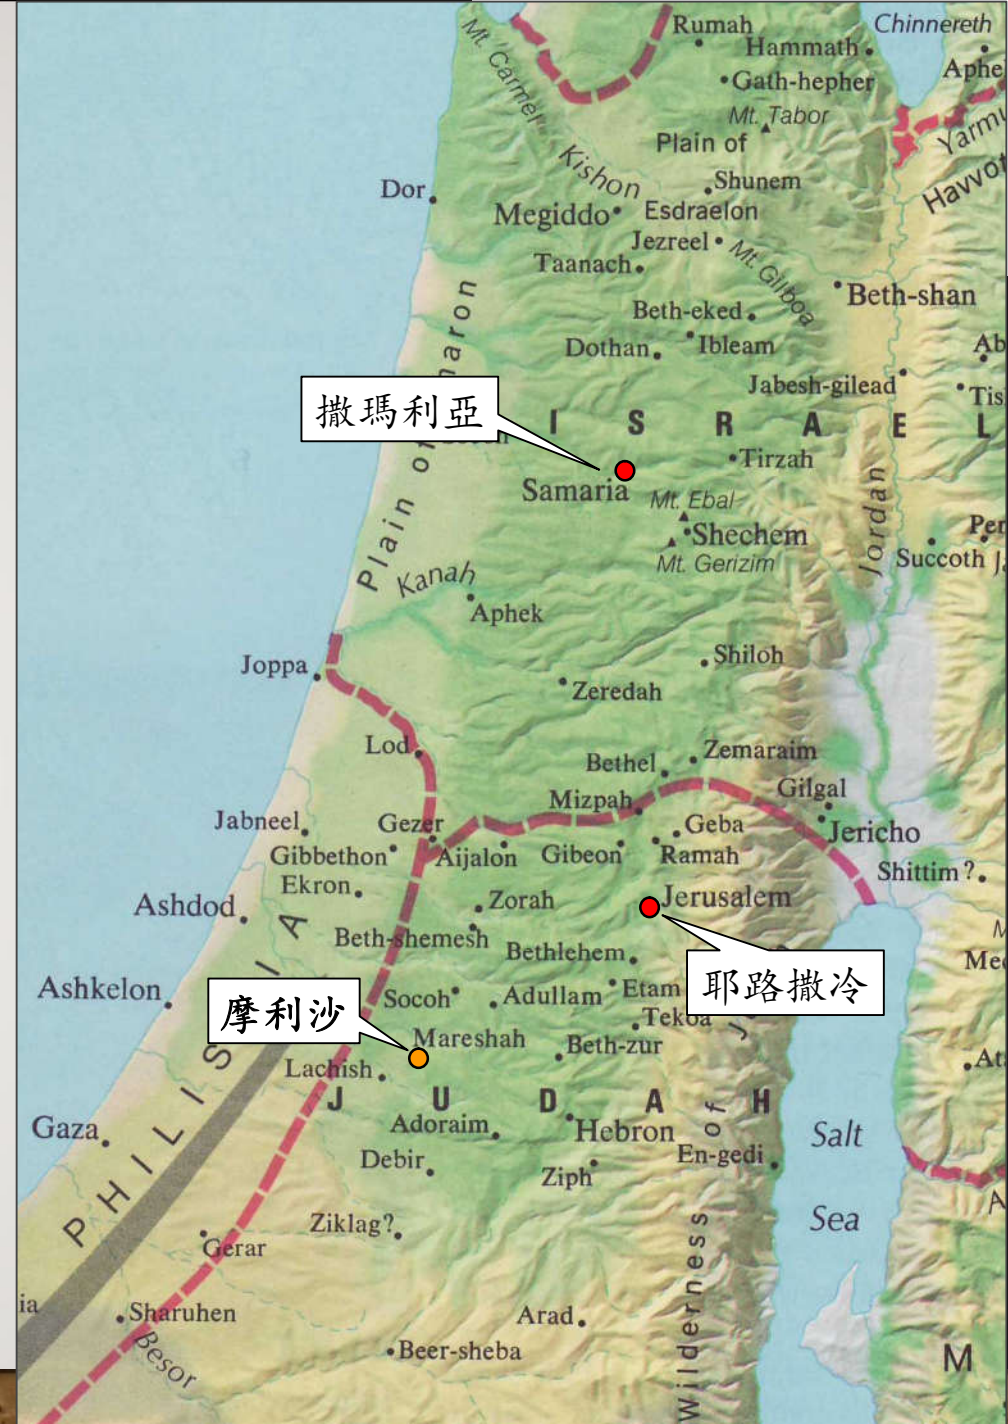 Rumah
Chinnereth
Hammath
Mt. Carmel
Gath-hepher
Mt. Tabor
Plain of
Kishon
Shunem
Dor
Megiddo
Esdraelon
Jezreel
Mt. Gilboa
Taanach
Beth-shan
Beth-eked
Ibleam
Dothan
Jabesh-gilead
撒瑪利亞
I S R A E L
Plain of
Tirzah
Samaria
Mt. Ebal
Shechem
Mt. Gerizim
Jordan
Succoth
Kanah
Aphek
Shiloh
Joppa
Zeredah
Lod
Zemaraim
Bethel
Gilgal
Mizpah
Jabneel
Gezer
Geba
Jericho
Gibbethon
Aijalon
Gibeon
Ramah
Shittim?
Ekron
Zorah
Jerusalem
Ashdod
Beth-shemesh
Bethlehem
耶路撒冷
Ashkelon
Socoh
Adullam
Etam
摩利沙
Tekoa
Mareshah
Beth-zur
Lachish
PHILISTIA
J U D A H
Adoraim
Hebron
Gaza
Salt
Sea
Debir
Ziph
En-gedi
Wilderness of
Ziklag?
Gerar
Sharuhen
Arad
Besor
Beer-sheba
M